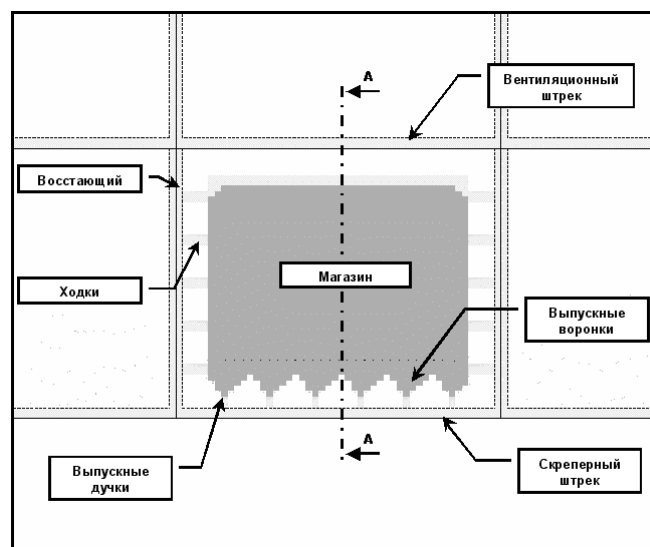 А
Вентиляционный
штрек
Восстающий
Ходки
Магазин
Выпускные
воронки
А
Выпускные
дучки
Скреперный
штрек